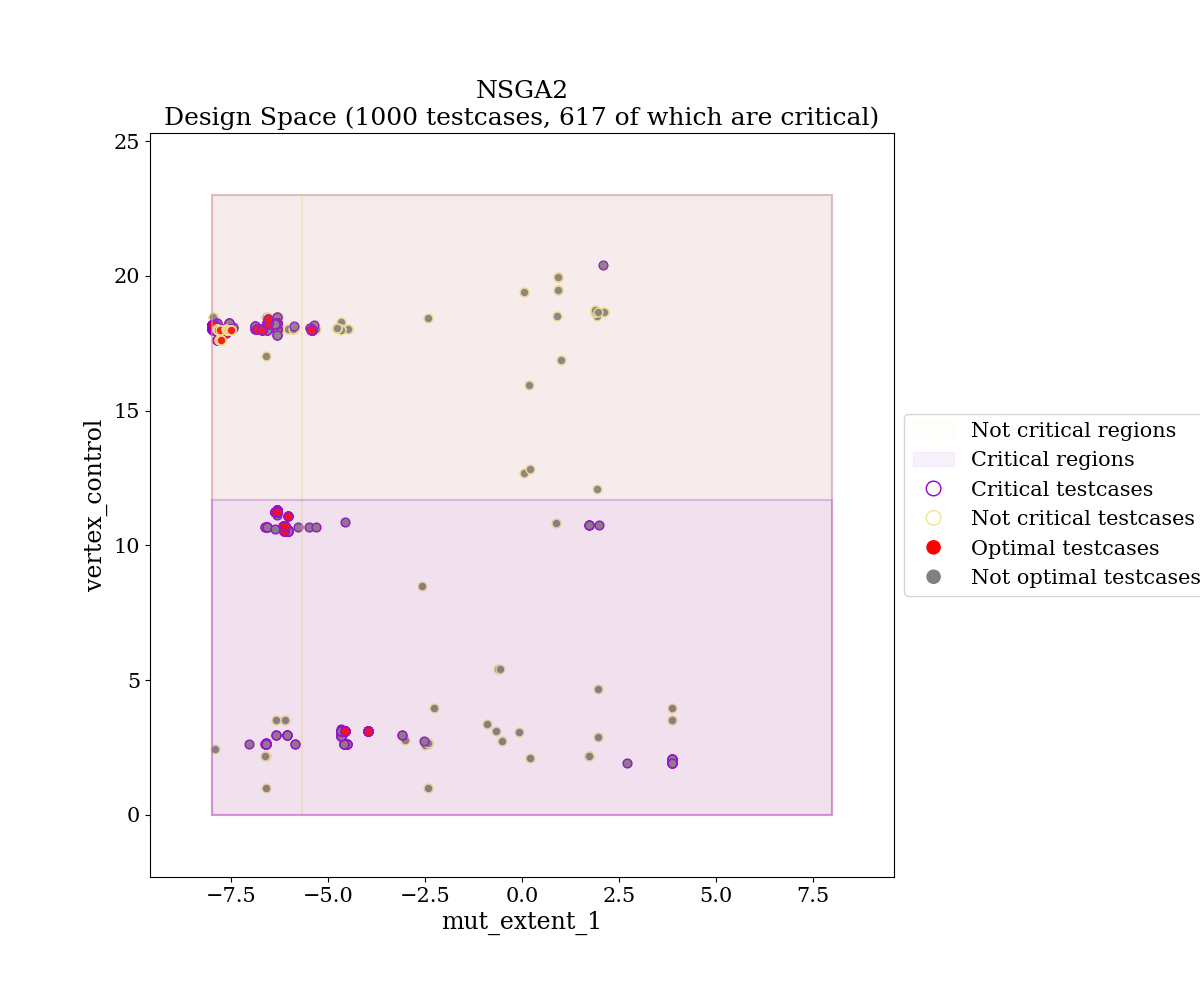 NSGA2
Design Space (1000 testcases, 617 of which are critical)
25
20
15
10
5
0
vertex_control
−7.5
−5.0
−2.5
0.0
2.5
5.0
7.5
mut_extent_1
Not critical regions
Critical regions
Critical testcases
Not critical testcases
Optimal testcases
Not optimal testcases